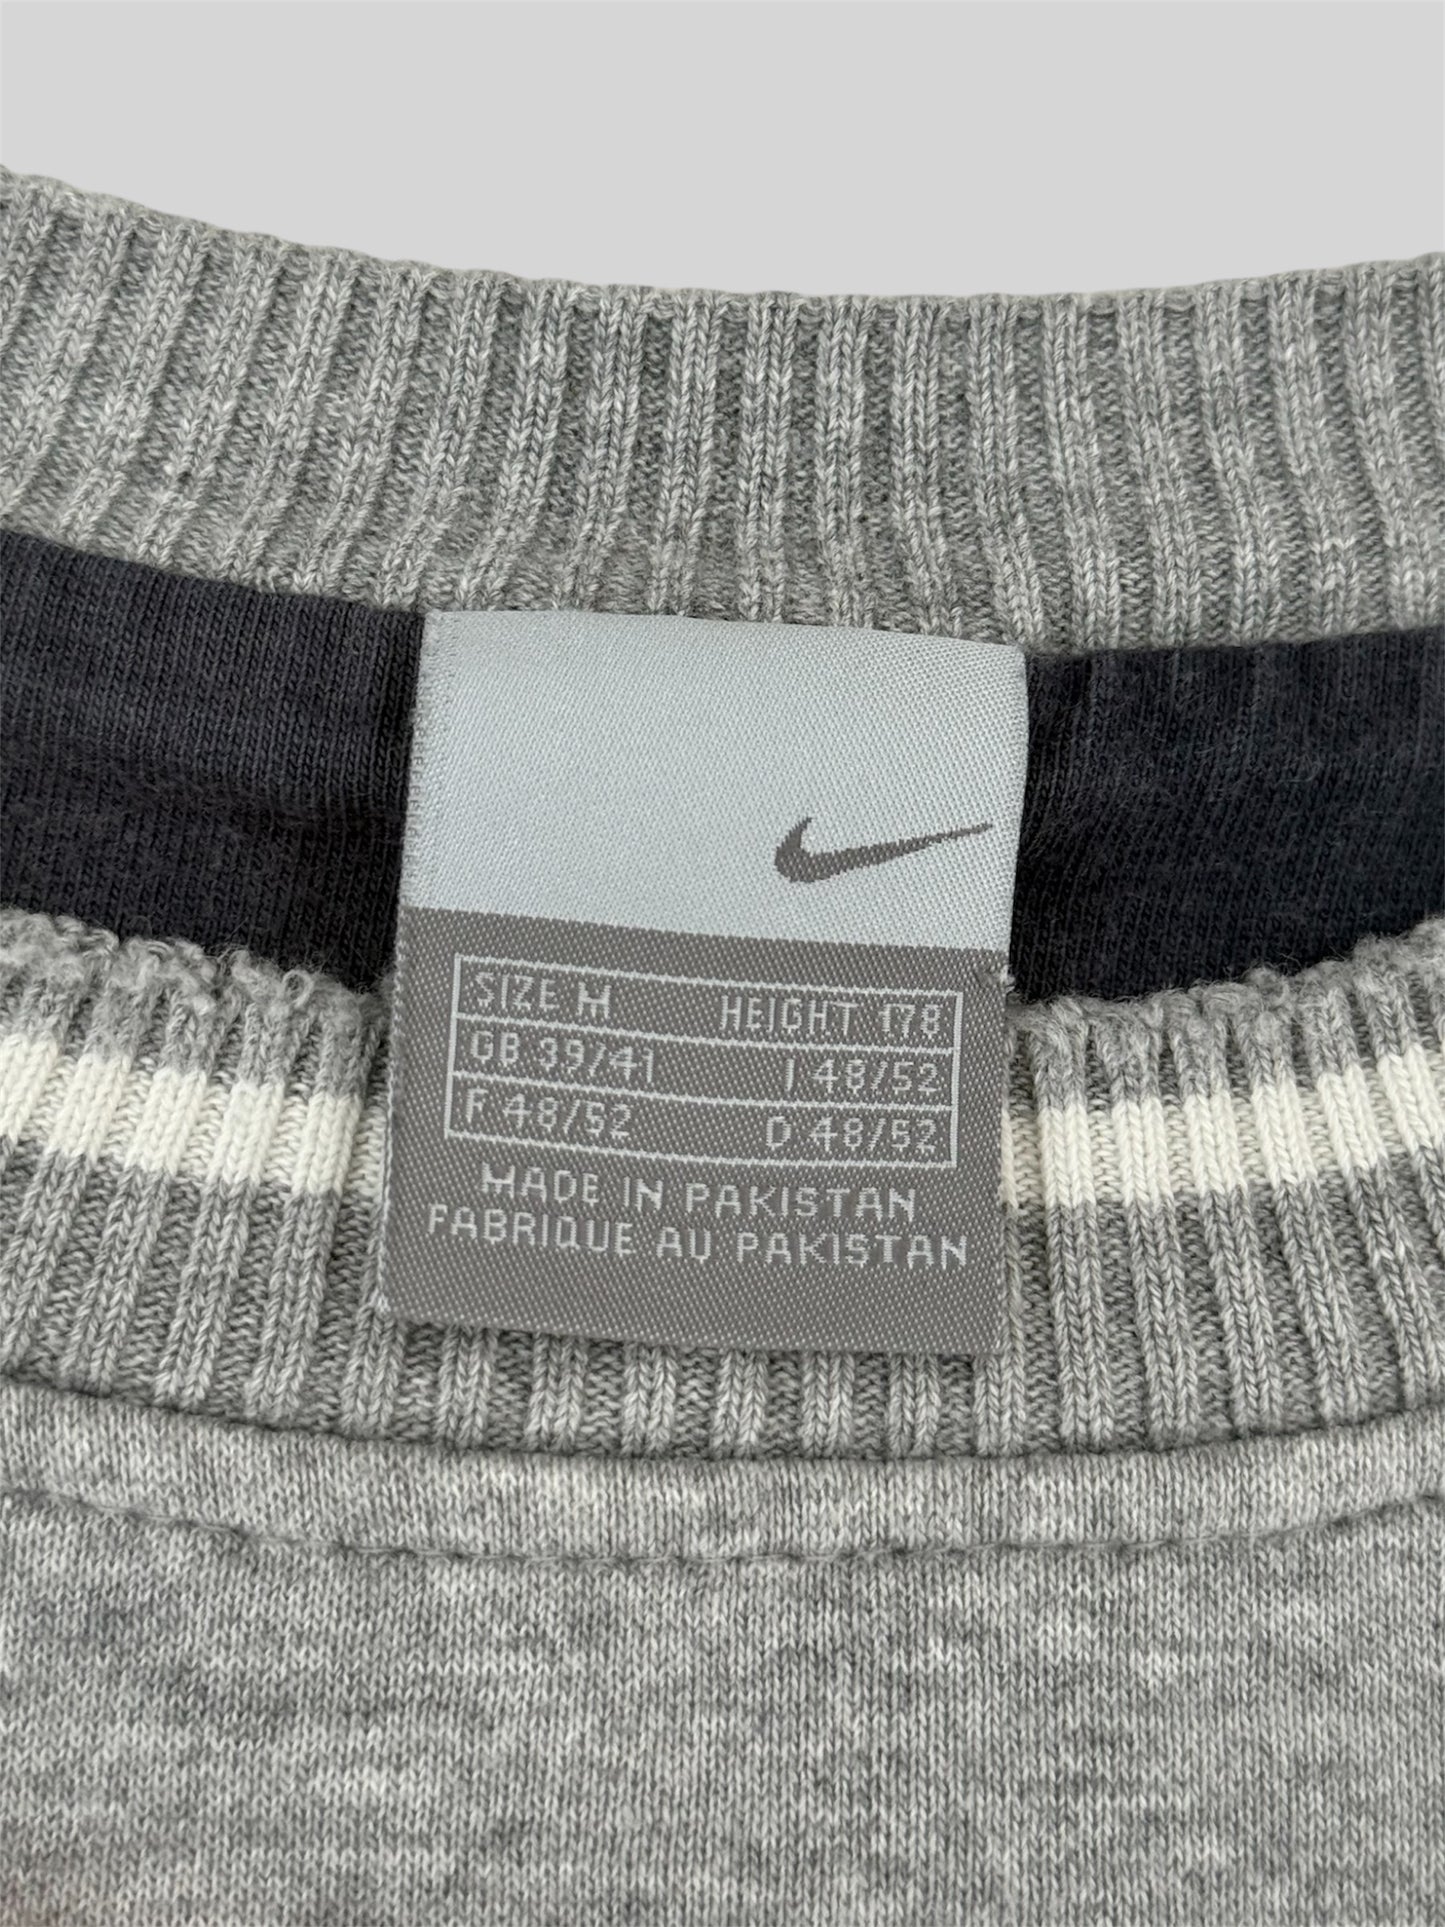 SIZE M HEIGHT 178
GB 39/41 I 48/52
F 48/52 D 48/52
MADE IN PAKISTAN
FABRIQUE AU PAKISTAN